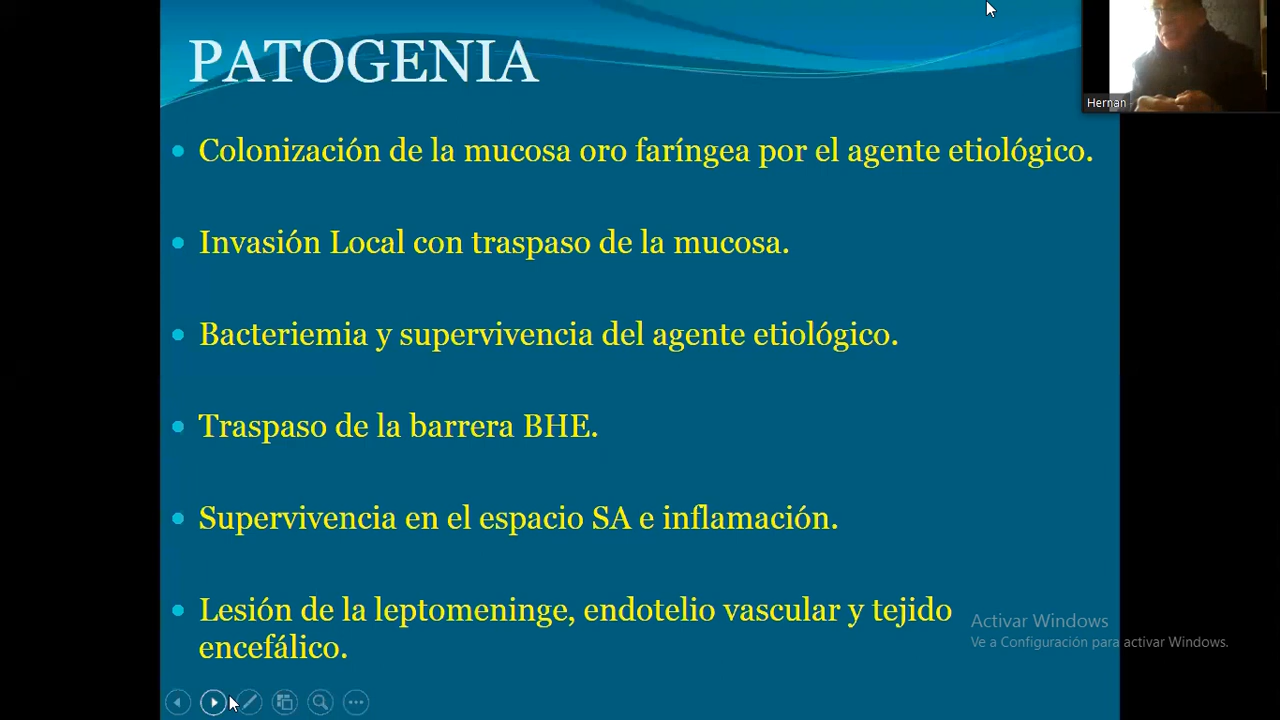 PATOGENIA
Hernan
Colonización de la mucosa oro faríngea por el agente etiológico.
Invasión Local con traspaso de la mucosa.
Bacteriemia y supervivencia del agente etiológico.
Traspaso de la barrera BHE.
Supervivencia en el espacio SA e inflamación.
Lesión de la leptomeninge, endotelio vascular y tejido
encefálico.
Activar Windows
Ve a Configuración para activar Windows.